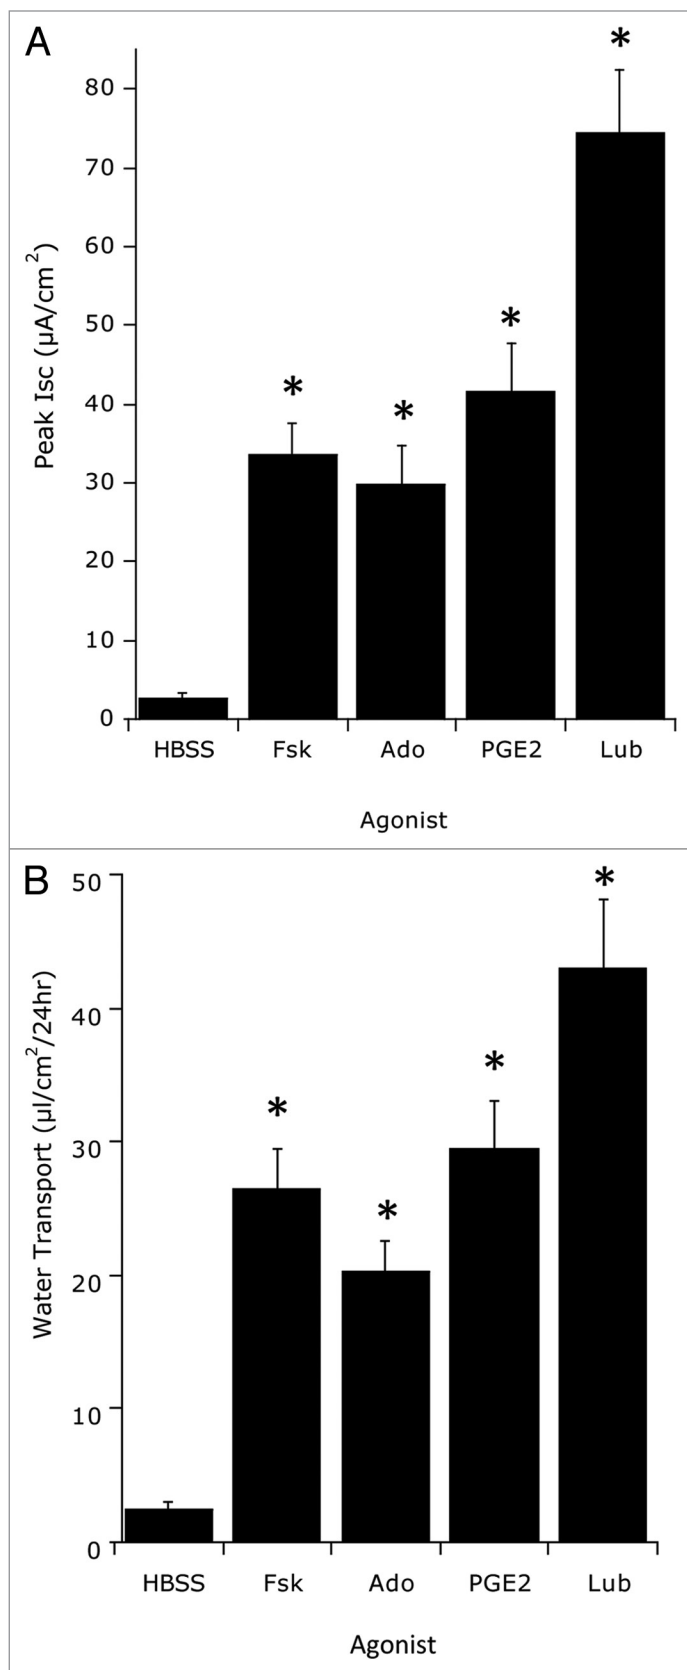 A
*
80
70
*
60
50
*
*
40
30
20
10
0
Peak Isc (µA/cm²)
HBSS Fsk Ado PGE2 Lub
Agonist
B
*
50
40
*
*
30
*
20
10
0
Water Transport (µl/cm²/24hr)
HBSS Fsk Ado PGE2 Lub
Agonist